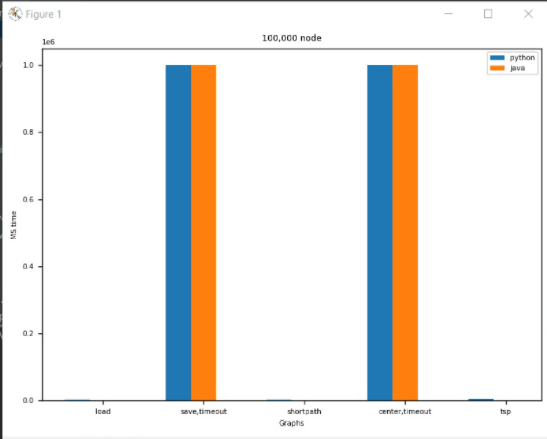 Figure 1
100,000 node
1e6
python
java
1.0
0.8
0.6
0.4
0.2
0.0
MS time
load
save,timeout
shortpath
center,timeout
tsp
Graphs